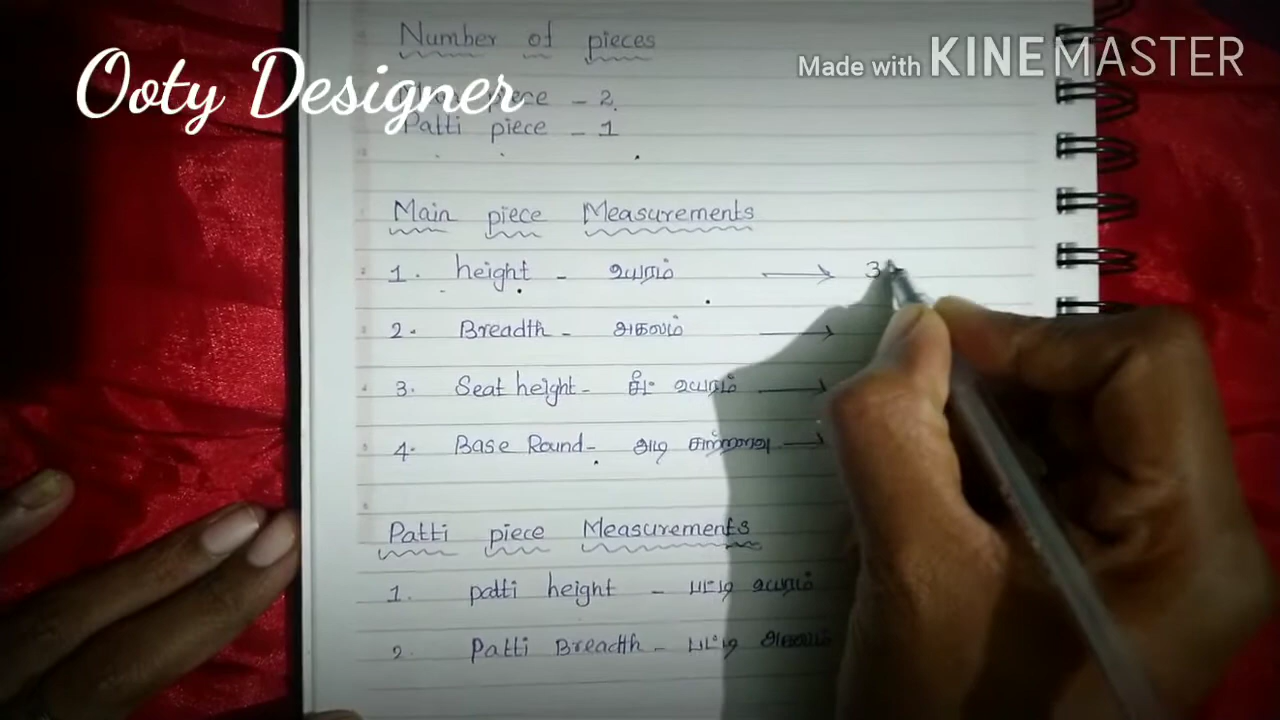 Number of pieces
Ooty Designer
Made with KINEMASTER
piece - 2
Patti piece - 1
Main piece Measurements
1. height - உயரம் → 3
2. Breadth - அகலம் →
3. Seat height - சீட் உயரம் →
4. Base Round - அடி சுற்றளவு →
Patti piece Measurements
1. patti height - பட்டி உயரம்
2. Patti Breadth - பட்டி அகலம்